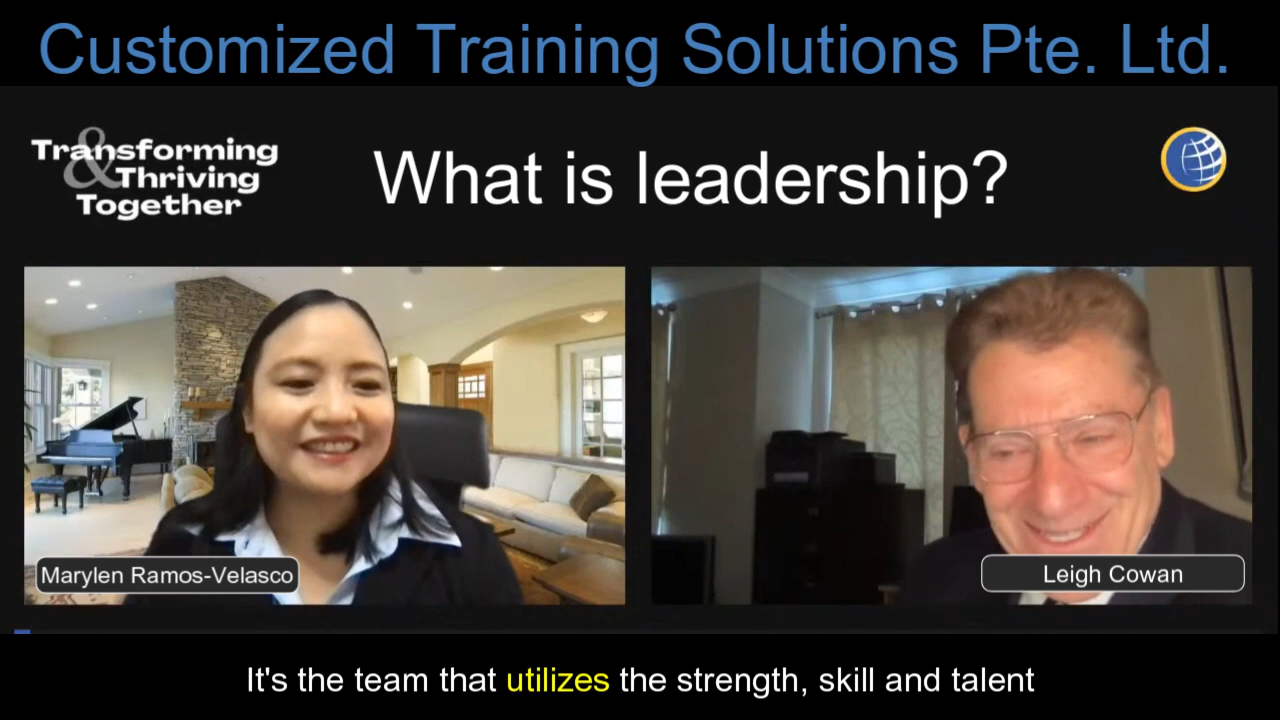 Customized Training Solutions Pte. Ltd.
Transforming
&
Thriving
Together
What is leadership?
Marylen Ramos-Velasco
Leigh Cowan
It's the team that utilizes the strength, skill and talent